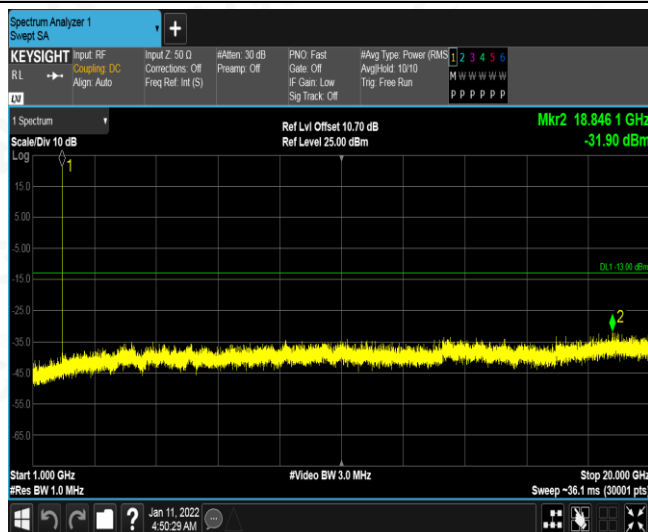 Spectrum Analyzer 1
Swept SA
KEYSIGHT
RL
Input: RF
Coupling: DC
Align: Auto
Input Z: 50 Ω
Corrections: Off
Freq Ref: Int (S)
#Atten: 30 dB
Preamp: Off
PNO: Fast
Gate: Off
IF Gain: Low
Sig Track: Off
#Avg Type: Power (RMS
Avg|Hold: 10/10
Trig: Free Run
1 2 3 4 5 6
M W W W W W
P P P P P P
LXI
1 Spectrum
Scale/Div 10 dB
Log
Ref Lvl Offset 10.70 dB
Ref Level 25.00 dBm
Mkr2 18.846 1 GHz
-31.90 dBm
1
15.0
5.00
-5.00
DL1 -13.00 dBm
-15.0
-25.0
2
-35.0
-45.0
-55.0
-65.0
Start 1.000 GHz
#Res BW 1.0 MHz
#Video BW 3.0 MHz
Stop 20.000 GHz
Sweep ~36.1 ms (30001 pts)
?
Jan 11, 2022
4:50:29 AM